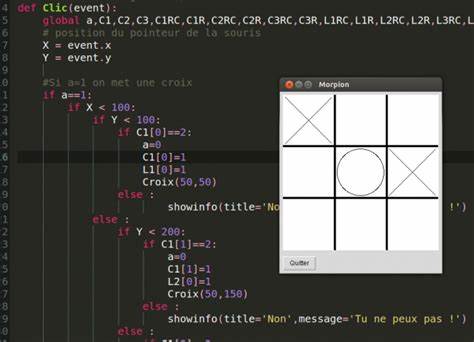 def Clic(event):
global a,C1,C2,C3,C1RC,C1R,C2RC,C2R,C3RC,C3R,L1RC,L1R,L2RC,L2R,L3RC,L
# position du pointeur de la souris
X = event.x
Y = event.y
#Si a=1 on met une croix
if a==1:
if X < 100:
if Y < 100:
if C1[0]==2:
a=0
C1[0]=1
L1[0]=1
Croix(50,50)
else :
showinfo(title='No
!')
else :
if Y < 200:
if C1[1]==2:
a=0
C1[1]=1
L2[0]=1
Croix(50,150)
else :
showinfo(title='Non',message='Tu ne peux pas !')
else :
Morpion
Quitter